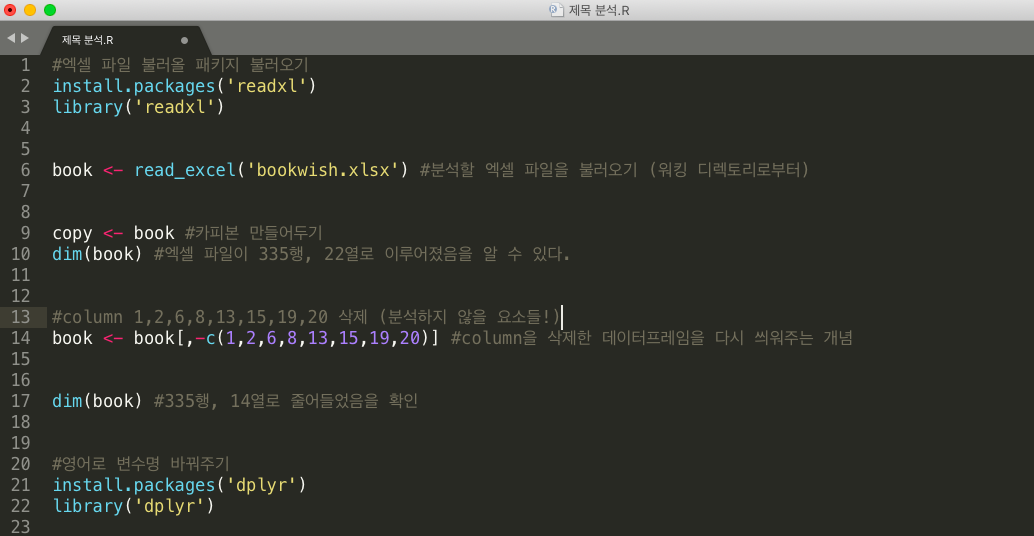 제목 분석.R
제목 분석.R
1 #엑셀 파일 불러올 패키지 불러오기
2 install.packages('readxl')
3 library('readxl')
4
5
6 book <- read_excel('bookwish.xlsx') #분석할 엑셀 파일을 불러오기 (워킹 디렉토리로부터)
7
8
9 copy <- book #카피본 만들어두기
10 dim(book) #엑셀 파일이 335행, 22열로 이루어졌음을 알 수 있다.
11
12
13 #column 1,2,6,8,13,15,19,20 삭제 (분석하지 않을 요소들!)
14 book <- book[,-c(1,2,6,8,13,15,19,20)] #column을 삭제한 데이터프레임을 다시 씌워주는 개념
15
16
17 dim(book) #335행, 14열로 줄어들었음을 확인
18
19
20 #영어로 변수명 바꿔주기
21 install.packages('dplyr')
22 library('dplyr')
23